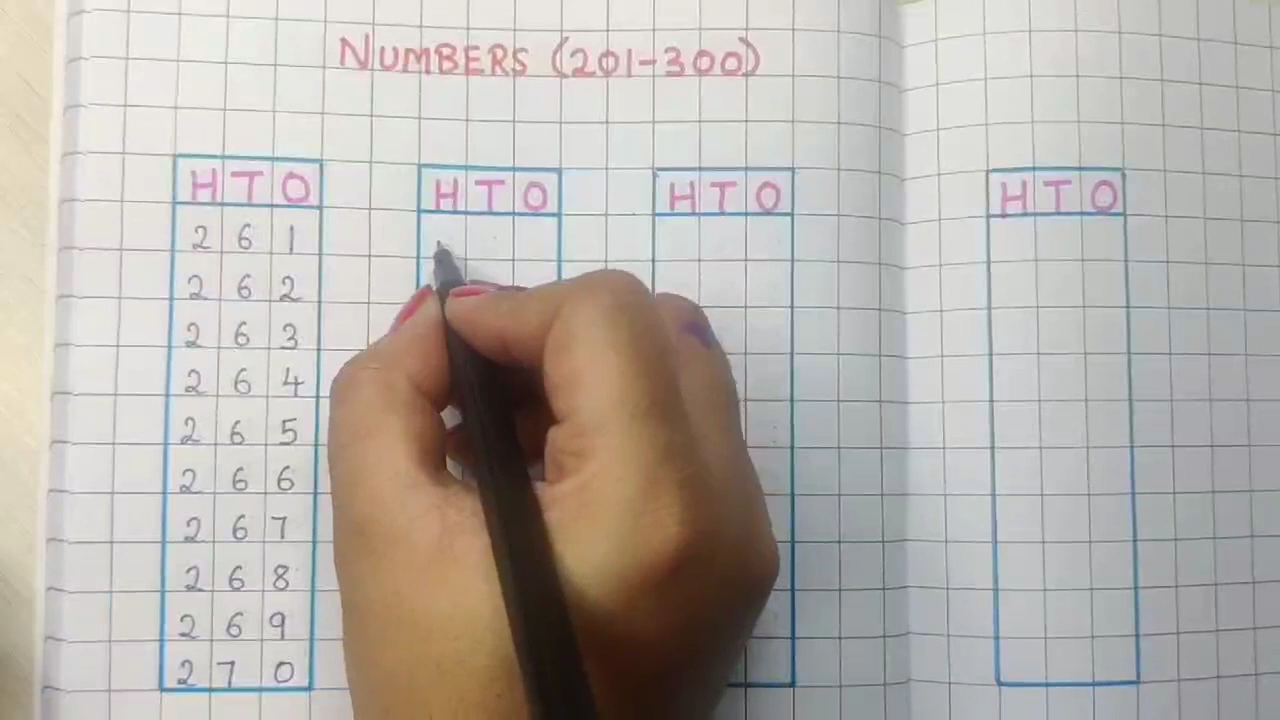 NUMBERS (201-300)
H T O H T O H T O H T O
2 6 1
2 6 2
2 6 3
2 6 4
2 6 5
2 6 6
2 6 7
2 6 8
2 6 9
2 7 0